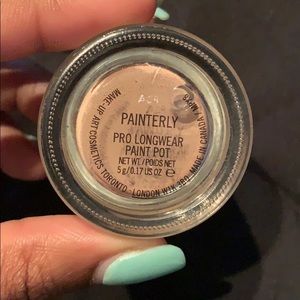 A54
PAINTERLY
PRO LONGWEAR
PAINT POT
NET WT./POIDS NET
5 g/0.17 US OZ ℮
MAKE-UP ART COSMETICS TORONTO - LONDON MADE IN CANADA